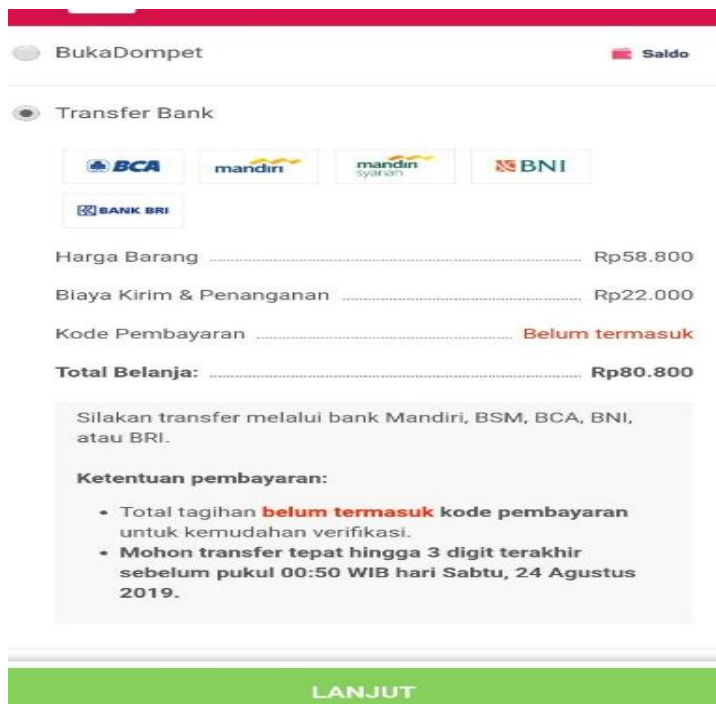 BukaDompet Saldo
Transfer Bank
BCA mandiri mandiri syariah BNI
BANK BRI
Harga Barang Rp58.800
Biaya Kirim & Penanganan Rp22.000
Kode Pembayaran Belum termasuk
Total Belanja: Rp80.800
Silakan transfer melalui bank Mandiri, BSM, BCA, BNI,
atau BRI.
Ketentuan pembayaran:
• Total tagihan belum termasuk kode pembayaran
untuk kemudahan verifikasi.
• Mohon transfer tepat hingga 3 digit terakhir
sebelum pukul 00:50 WIB hari Sabtu, 24 Agustus
2019.
LANJUT